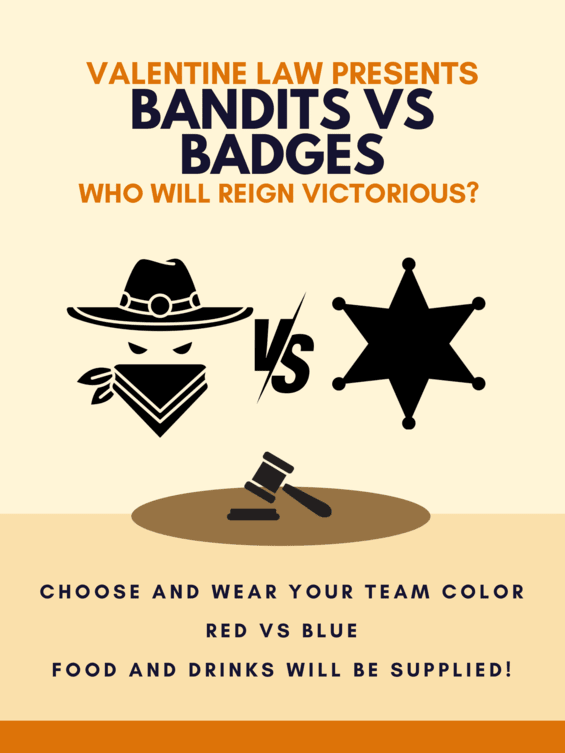 VALENTINE LAW PRESENTS
BANDITS VS
BADGES
WHO WILL REIGN VICTORIOUS?
VS
CHOOSE AND WEAR YOUR TEAM COLOR
RED VS BLUE
FOOD AND DRINKS WILL BE SUPPLIED!